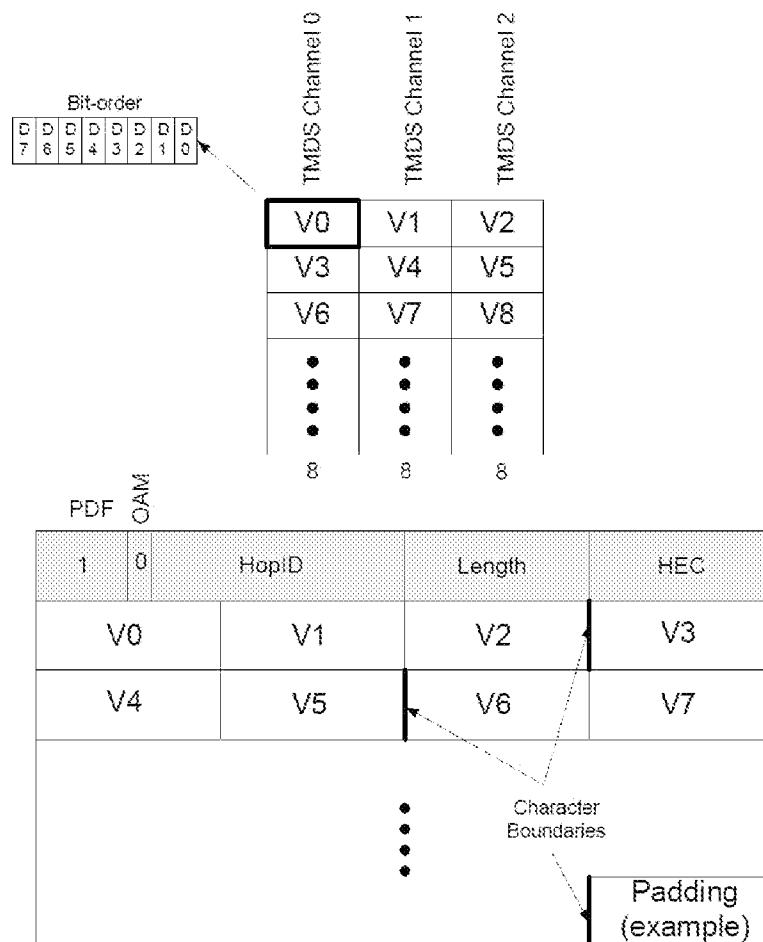 Bit-order
D7 D6 D5 D4 D3 D2 D1 D0
TMDS Channel 0
TMDS Channel 1
TMDS Channel 2
V0 V1 V2
V3 V4 V5
V6 V7 V8
8 8 8
PDF OAM
1 0 HopID Length HEC
V0 V1 V2 V3
V4 V5 V6 V7
Character
Boundaries
Padding
(example)